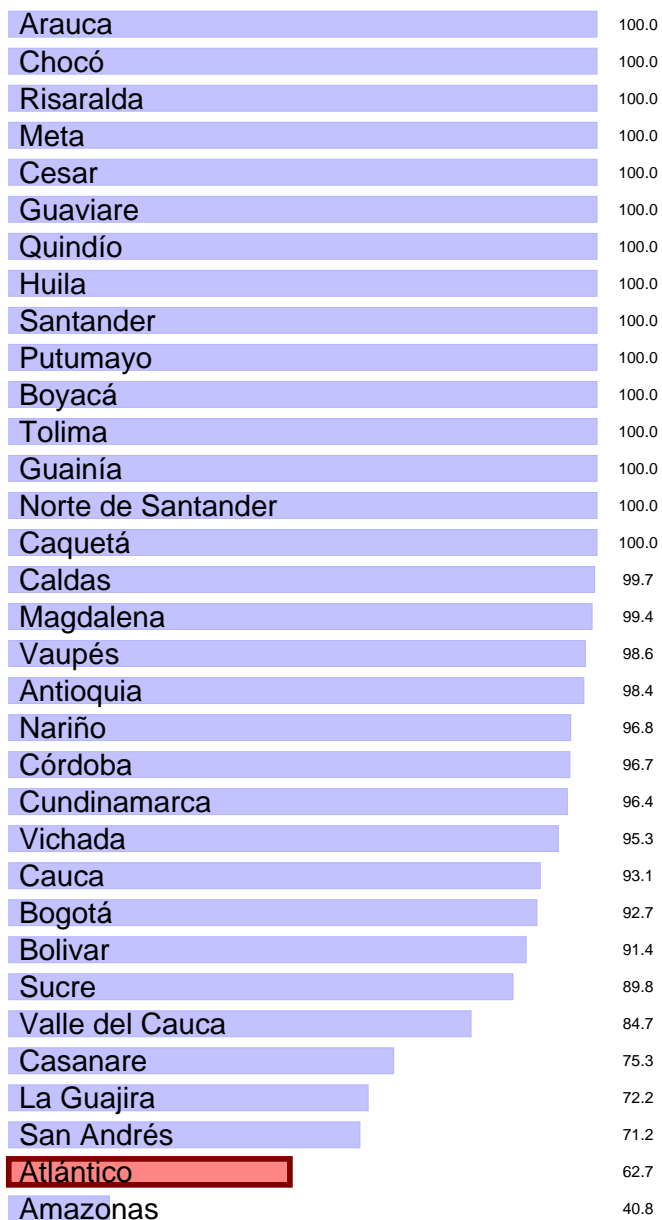 Arauca 100.0
Chocó 100.0
Risaralda 100.0
Meta 100.0
Cesar 100.0
Guaviare 100.0
Quindío 100.0
Huila 100.0
Santander 100.0
Putumayo 100.0
Boyacá 100.0
Tolima 100.0
Guainía 100.0
Norte de Santander 100.0
Caquetá 100.0
Caldas 99.7
Magdalena 99.4
Vaupés 98.6
Antioquia 98.4
Nariño 96.8
Córdoba 96.7
Cundinamarca 96.4
Vichada 95.3
Cauca 93.1
Bogotá 92.7
Bolivar 91.4
Sucre 89.8
Valle del Cauca 84.7
Casanare 75.3
La Guajira 72.2
San Andrés 71.2
Atlántico 62.7
Amazonas 40.8